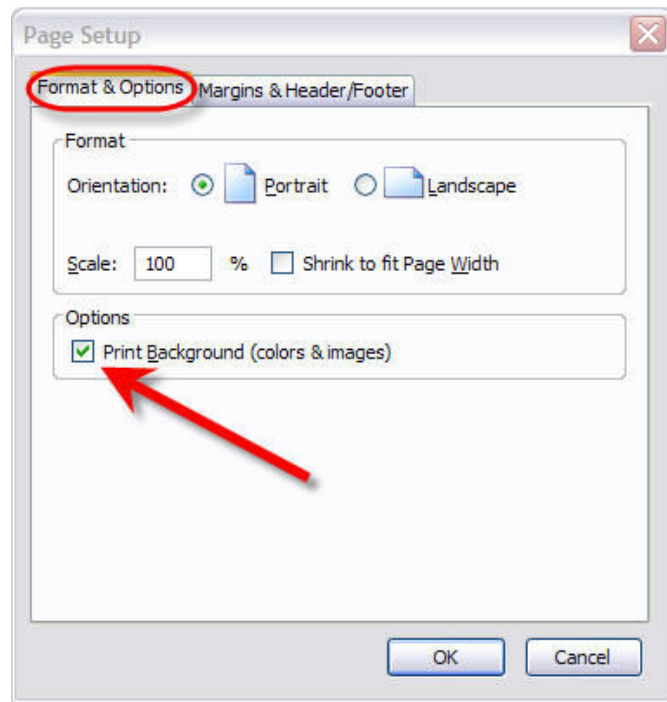 Page Setup
Format & Options Margins & Header/Footer
Format
Orientation: Portrait Landscape
Scale: 100 % Shrink to fit Page Width
Options
Print Background (colors & images)
OK Cancel